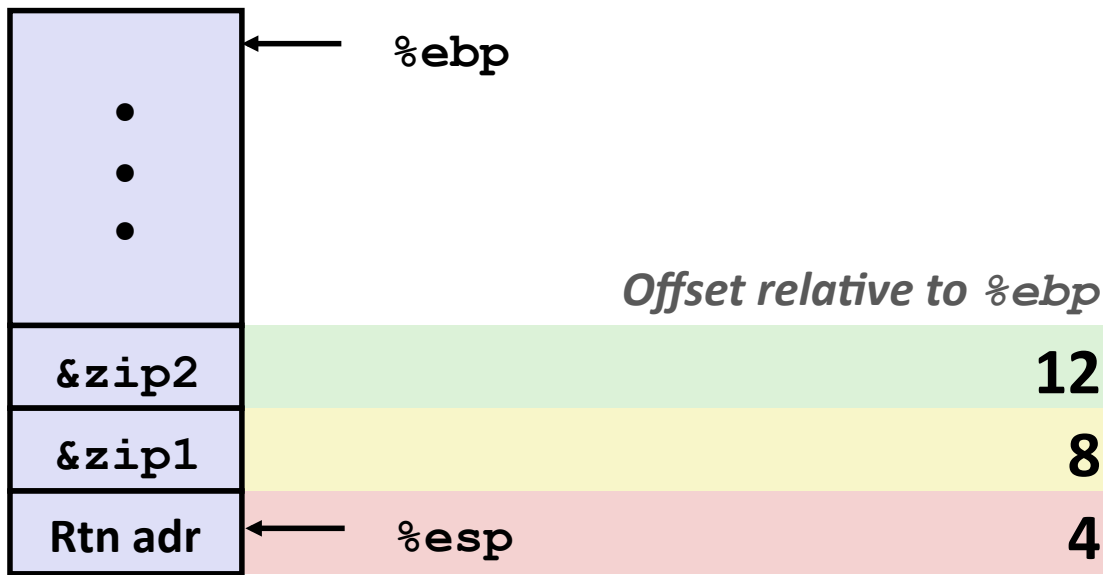 %ebp
Offset relative to %ebp
&zip2 12
&zip1 8
Rtn adr %esp 4